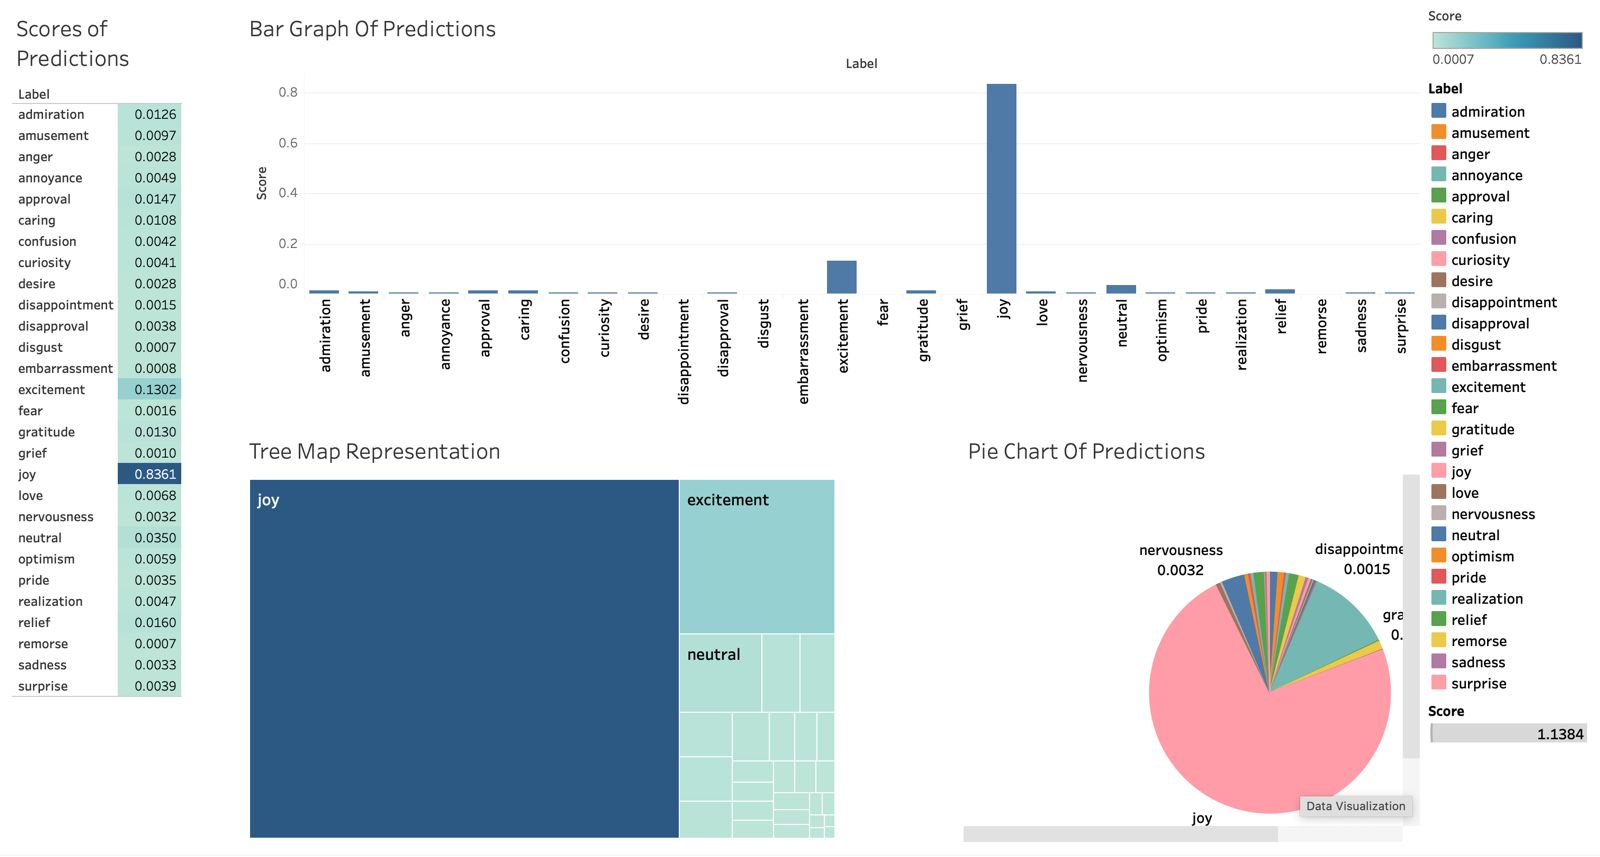 Scores of
Predictions
Label
admiration 0.0126
amusement 0.0097
anger 0.0028
annoyance 0.0049
approval 0.0147
caring 0.0108
confusion 0.0042
curiosity 0.0041
desire 0.0028
disappointment 0.0015
disapproval 0.0038
disgust 0.0007
embarrassment 0.0008
excitement 0.1302
fear 0.0016
gratitude 0.0130
grief 0.0010
joy 0.8361
love 0.0068
nervousness 0.0032
neutral 0.0350
optimism 0.0059
pride 0.0035
realization 0.0047
relief 0.0160
remorse 0.0007
sadness 0.0033
surprise 0.0039
Bar Graph Of Predictions
Label
Score
0.8
0.6
0.4
0.2
0.0
admiration
amusement
anger
annoyance
approval
caring
confusion
curiosity
desire
disappointment
disapproval
disgust
embarrassment
excitement
fear
gratitude
grief
joy
love
nervousness
neutral
optimism
pride
realization
relief
remorse
sadness
surprise
Tree Map Representation
joy
excitement
neutral
Pie Chart Of Predictions
nervousness
0.0032
disappointme
0.0015
gra
0.
joy
Data Visualization
Score
0.0007 0.8361
Label
admiration
amusement
anger
annoyance
approval
caring
confusion
curiosity
desire
disappointment
disapproval
disgust
embarrassment
excitement
fear
gratitude
grief
joy
love
nervousness
neutral
optimism
pride
realization
relief
remorse
sadness
surprise
Score
1.1384